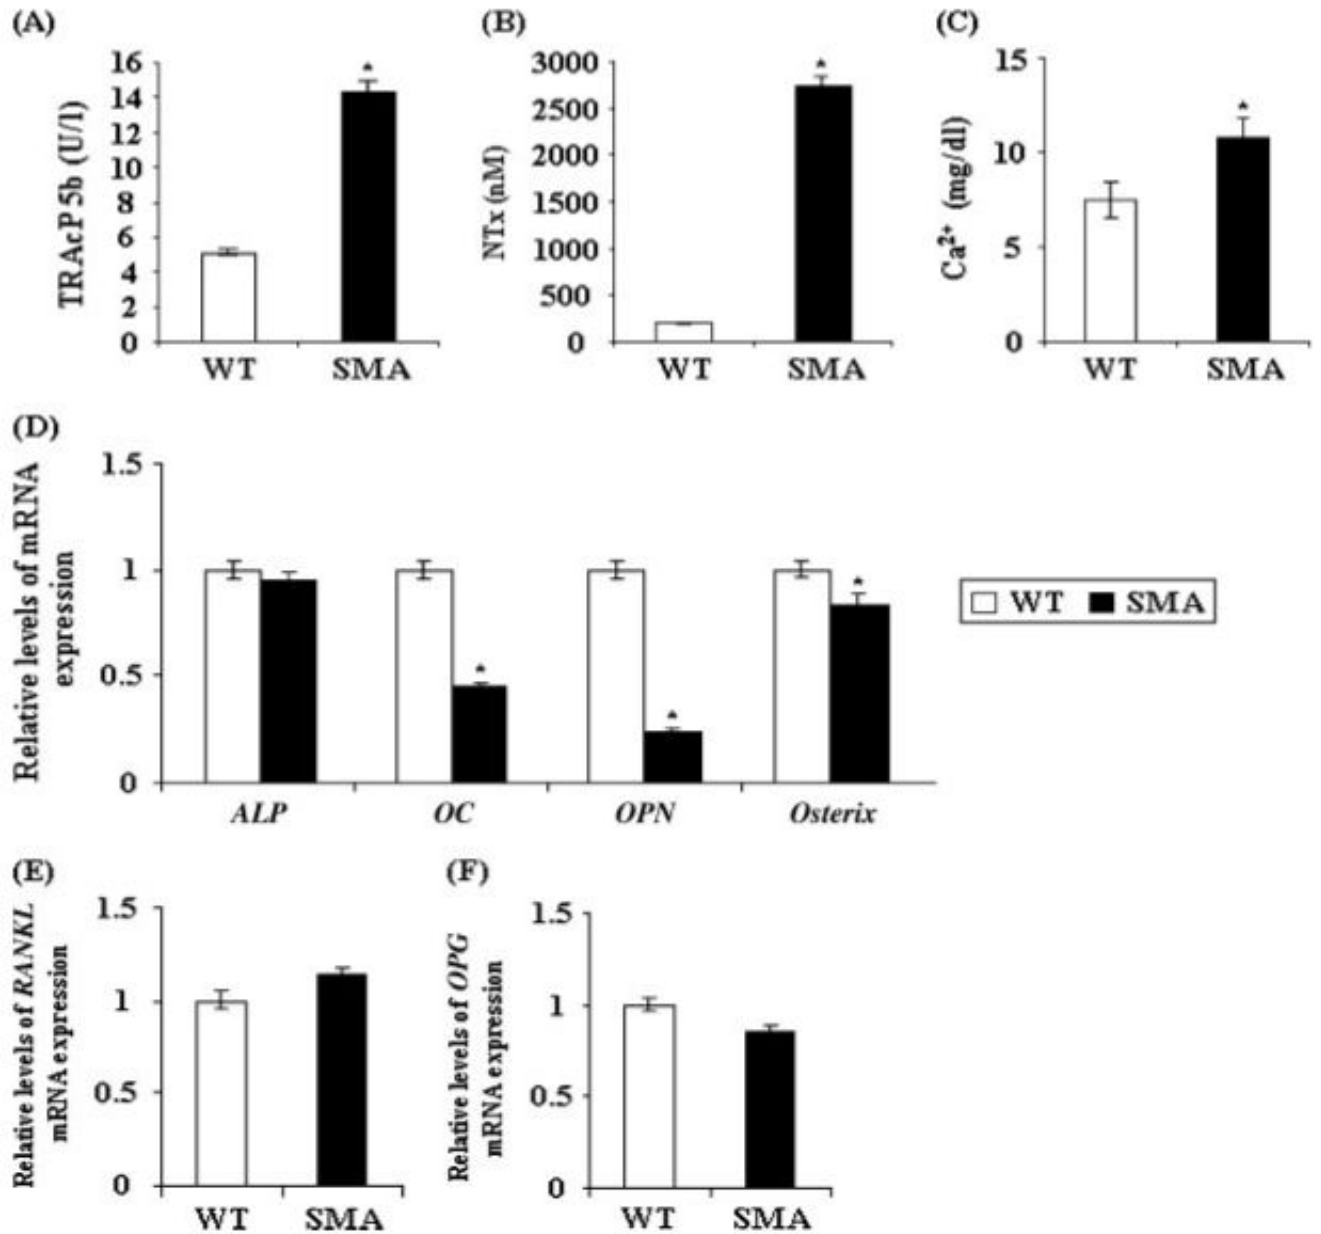 (A)
TRAcP 5b (U/l)
16
14
12
10
8
6
4
2
0
*
WT SMA
(B)
NTx (nM)
3000
2500
2000
1500
1000
500
0
*
WT SMA
(C)
Ca²⁺ (mg/dl)
15
10
5
0
*
WT SMA
(D)
Relative levels of mRNA
expression
1.5
1
0.5
0
*
*
*
ALP OC OPN Osterix
WT SMA
(E)
Relative levels of RANKL
mRNA expression
1.5
1
0.5
0
WT SMA
(F)
Relative levels of OPG
mRNA expression
1.5
1
0.5
0
WT SMA